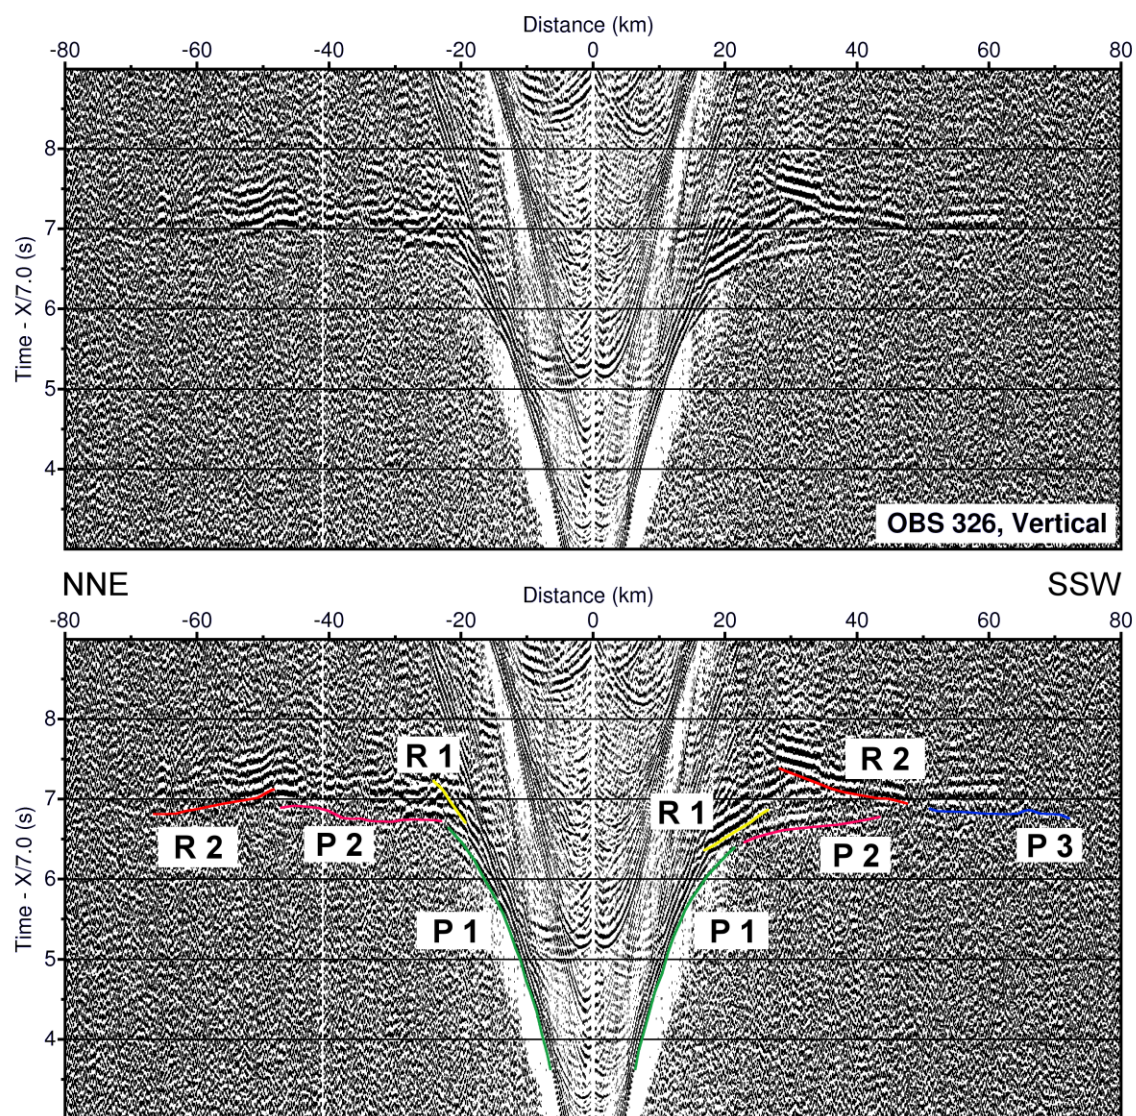 Distance (km)
-80 -60 -40 -20 0 20 40 60 80
8
7
6
5
4
Time - X/7.0 (s)
OBS 326, Vertical
NNE SSW
Distance (km)
-80 -60 -40 -20 0 20 40 60 80
8
7
6
5
4
Time - X/7.0 (s)
R 1 R 2
R 1
R 2 P 2 P 2 P 3
P 1 P 1